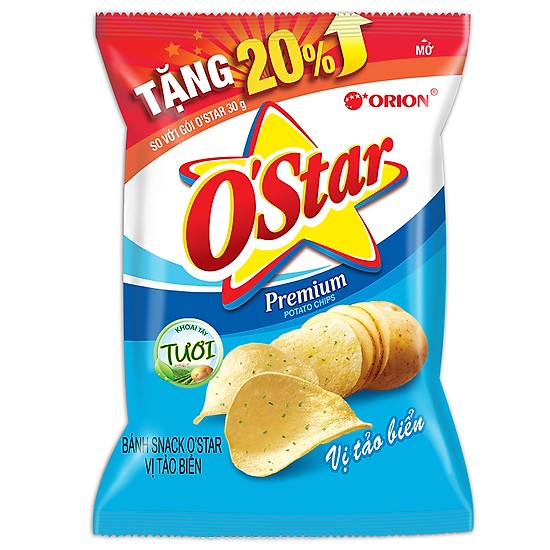 TẶNG 20%
SO VỚI GÓI O'STAR 30 g
MỞ
ORION®
O'Star
Premium
POTATO CHIPS
KHOAI TÂY
TƯƠI
BÁNH SNACK O'STAR
VỊ TẢO BIỂN
Vị tảo biển